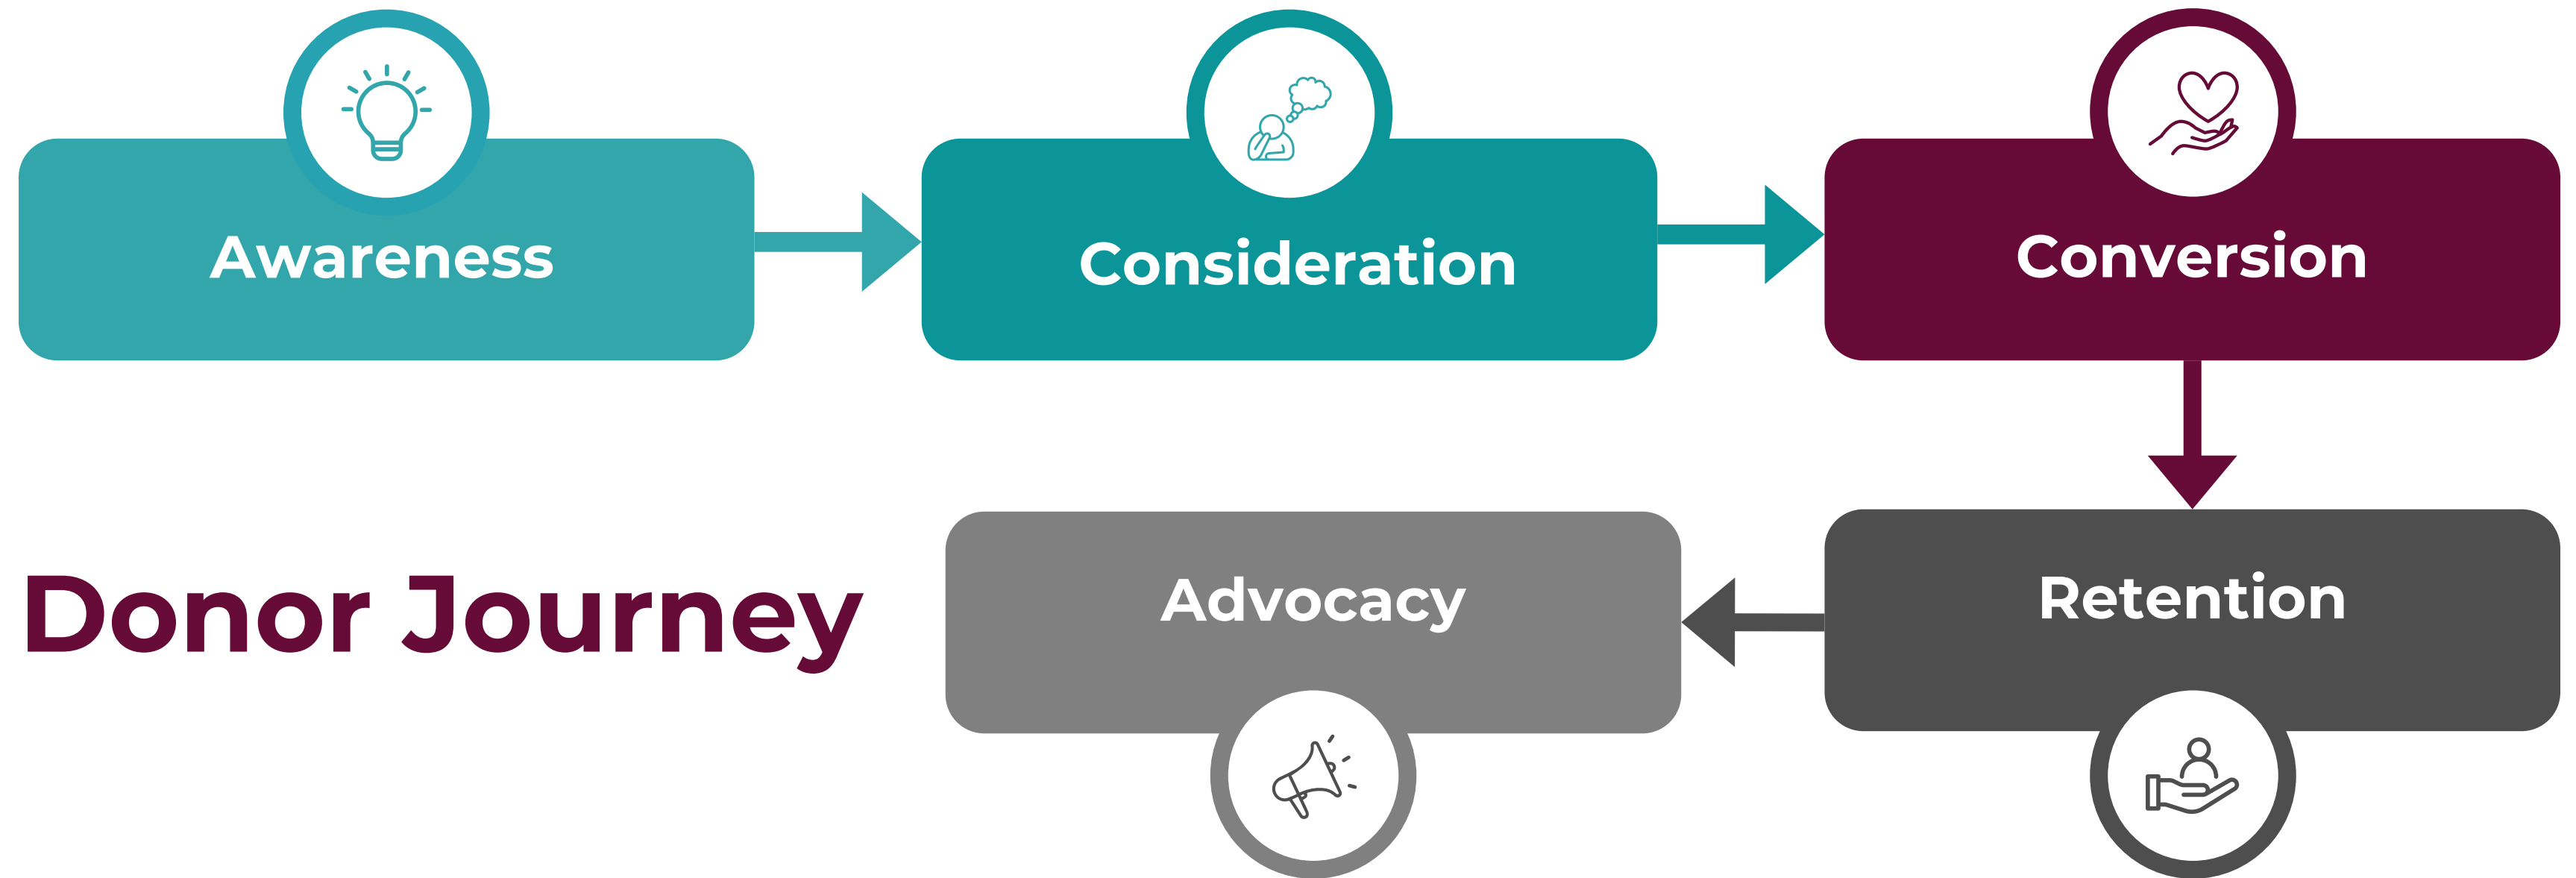 Awareness
Consideration
Conversion
Donor Journey
Advocacy
Retention